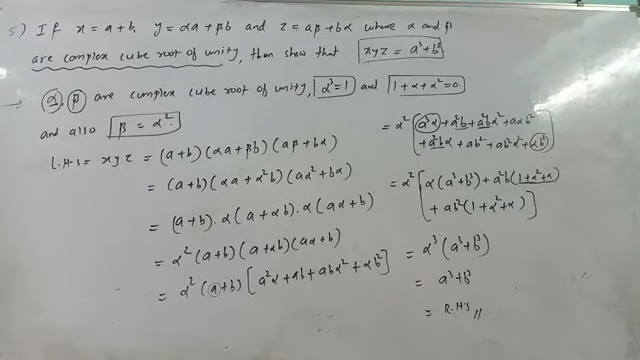 5) If x = a+b. y = αa+βb and z = aβ+bα where α and β
are complex cube root of unity, then show that xyz = a³+b³
→ α, β are complex cube root of unity, α³=1 and 1+α+α²=0.
and also β = α².
L.H.S = xyz = (a+b)(αa+βb)(aβ+bα)
= (a+b)(αa+α²b)(aα²+bα)
= (a+b).α(a+αb).α(aα+b)
= α²(a+b)(a+αb)(aα+b)
= α²(a+b)[a²α+ab+abα²+αb²]
= α²(a³α+a²b+a²bα²+aαb²
+a²bα+ab²+ab²α²+αb³)
= α²[α(a³+b³)+a²b(1+α²+α)
+ab²(1+α²+α)]
= α³(a³+b³)
= a³+b³
= R.H.S //